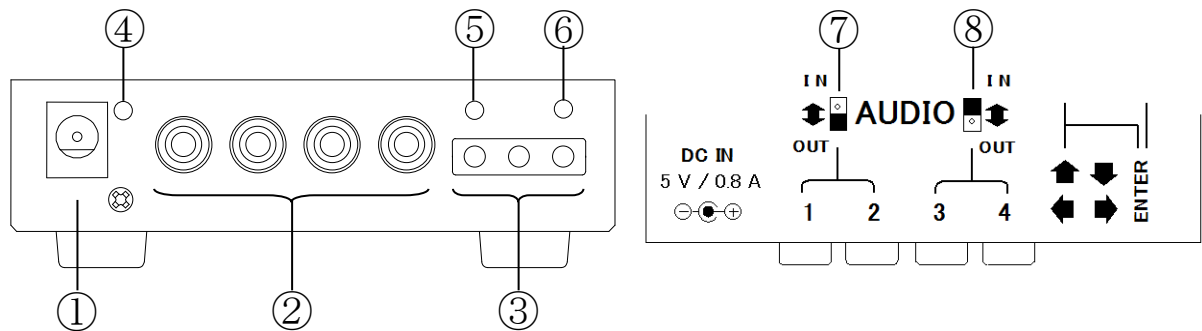 ④ ⑤ ⑥
① ② ③
⑦ ⑧
IN IN
AUDIO
OUT OUT
DC IN
5 V / 0.8 A
1 2 3 4
ENTER